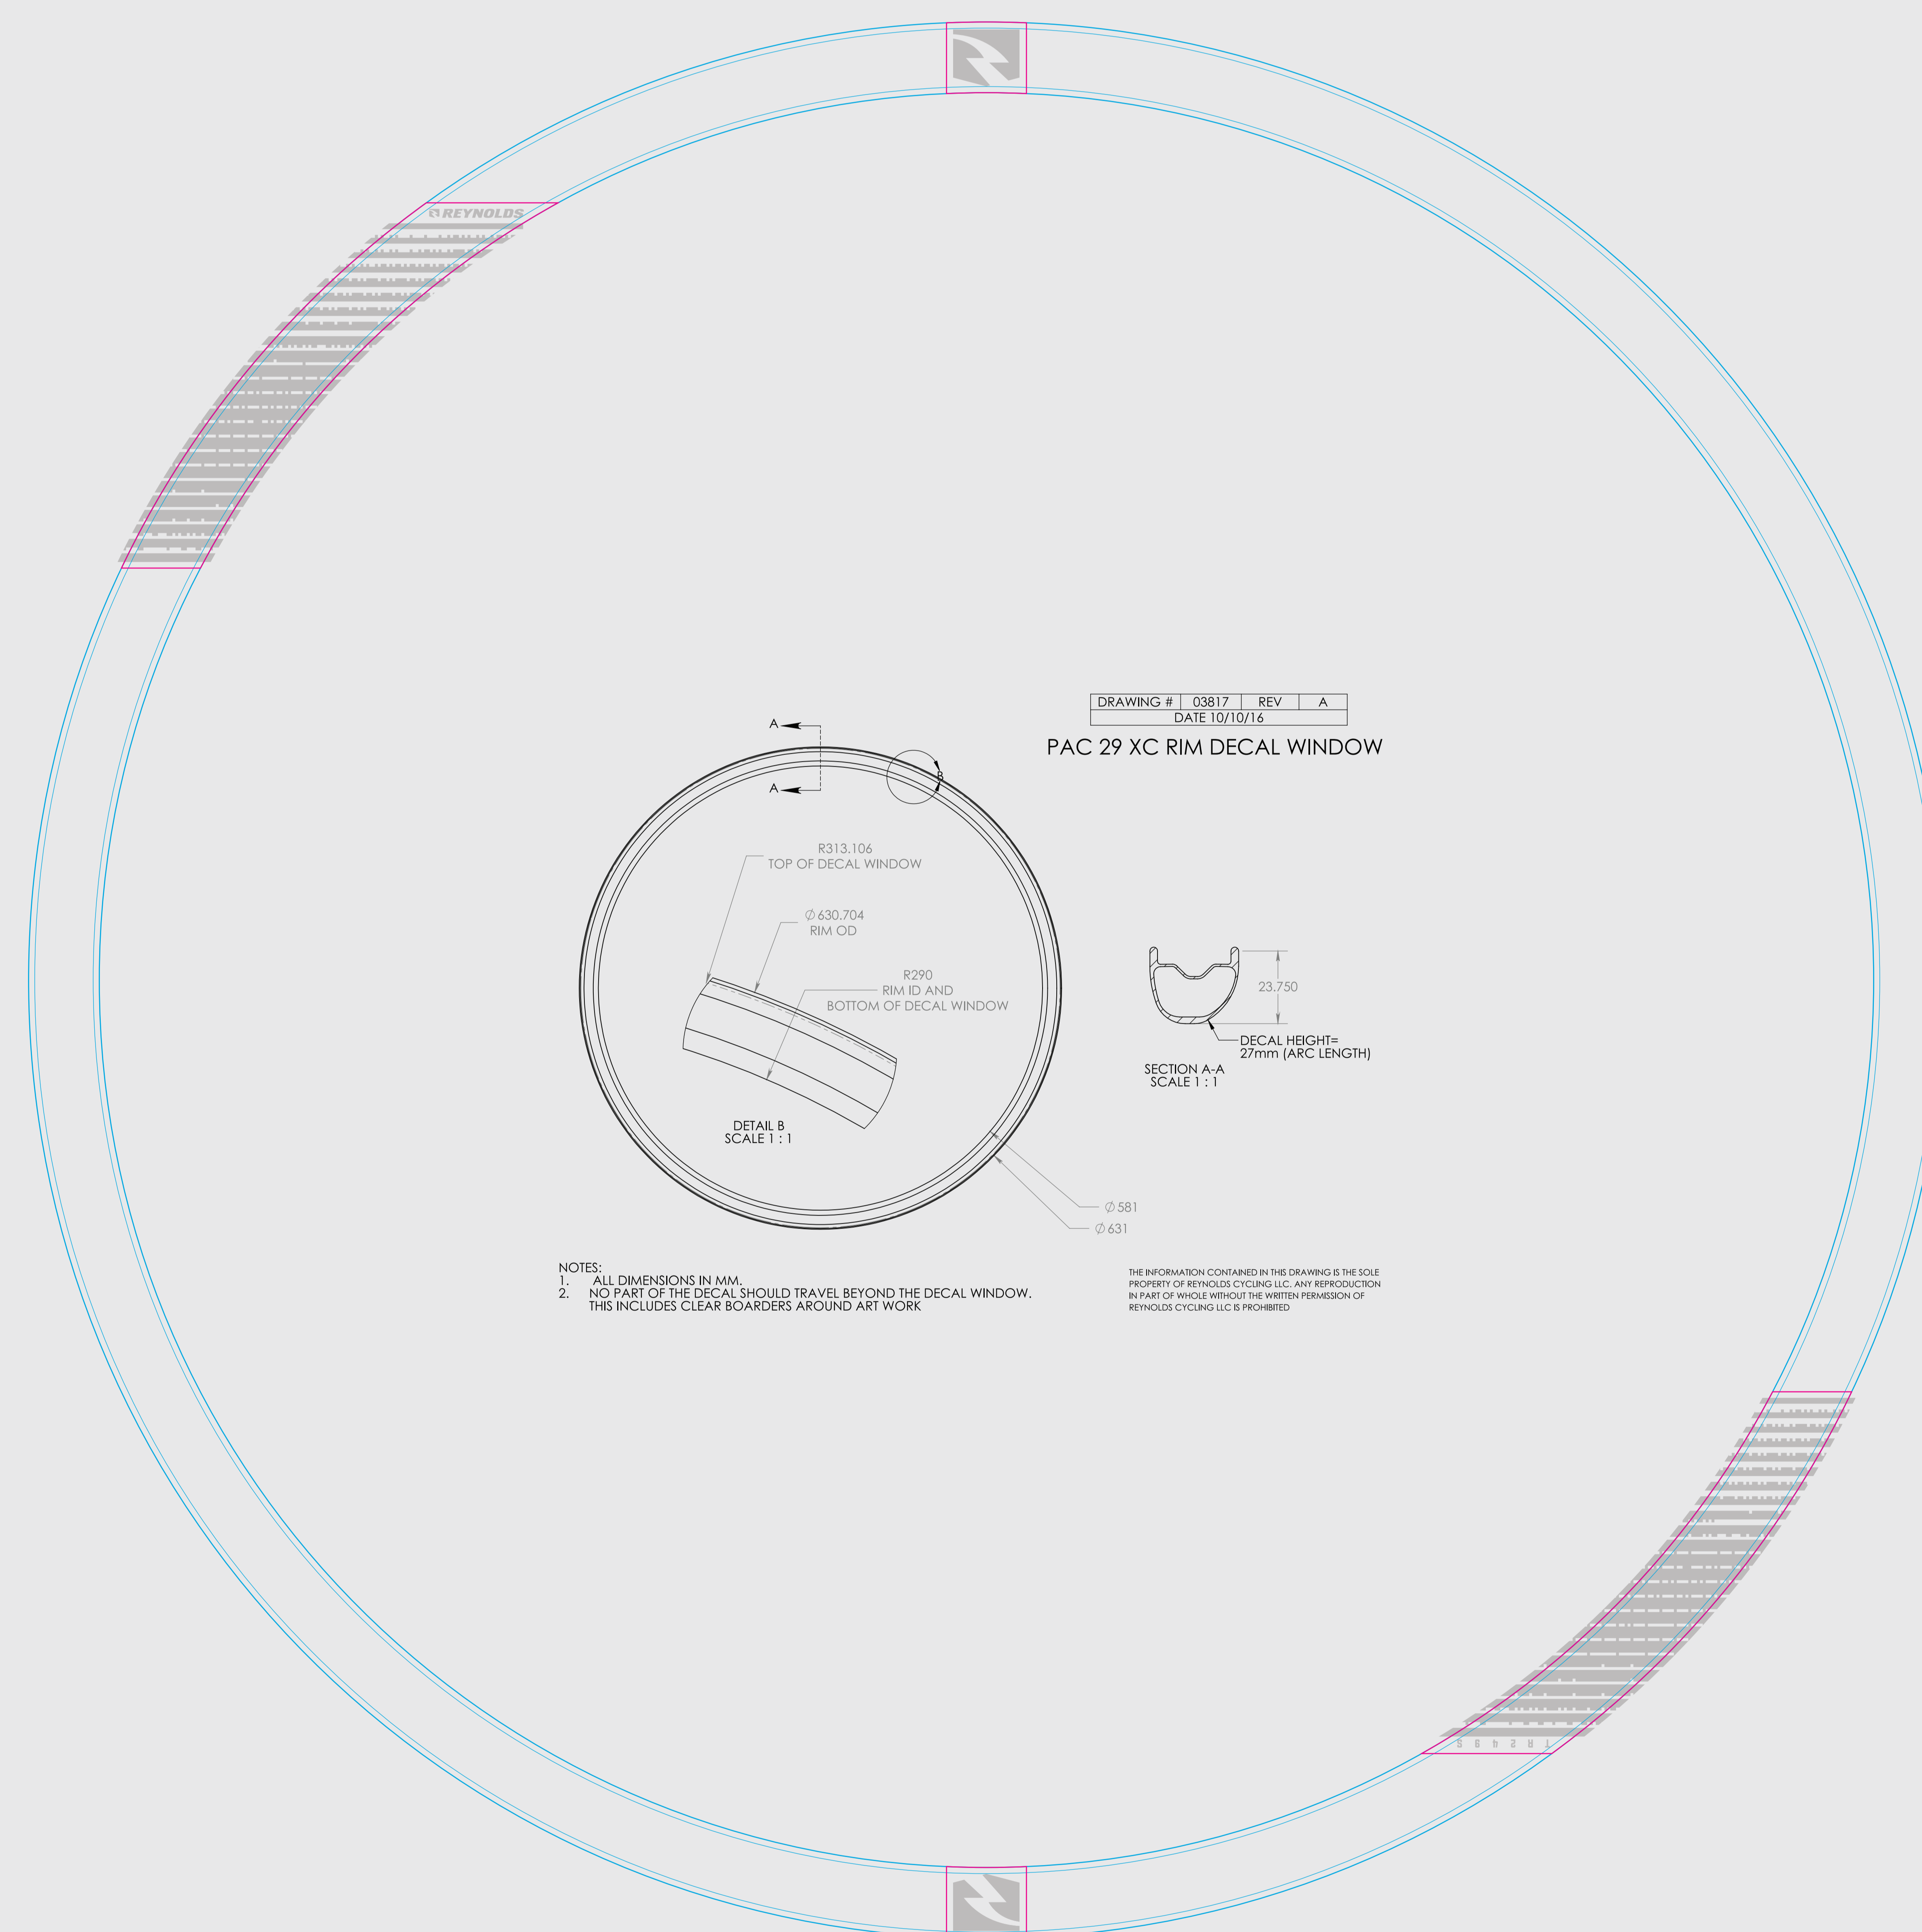 REYNOLDS
DRAWING # 03817 REV A
DATE 10/10/16
PAC 29 XC RIM DECAL WINDOW
A
B
A
R313.106
TOP OF DECAL WINDOW
Ø630.704
RIM OD
R290
RIM ID AND
BOTTOM OF DECAL WINDOW
23.750
DECAL HEIGHT=
27mm (ARC LENGTH)
SECTION A-A
SCALE 1 : 1
DETAIL B
SCALE 1 : 1
Ø581
Ø631
NOTES:
1. ALL DIMENSIONS IN MM.
2. NO PART OF THE DECAL SHOULD TRAVEL BEYOND THE DECAL WINDOW.
THIS INCLUDES CLEAR BOARDERS AROUND ART WORK
THE INFORMATION CONTAINED IN THIS DRAWING IS THE SOLE
PROPERTY OF REYNOLDS CYCLING LLC. ANY REPRODUCTION
IN PART OF WHOLE WITHOUT THE WRITTEN PERMISSION OF
REYNOLDS CYCLING LLC IS PROHIBITED